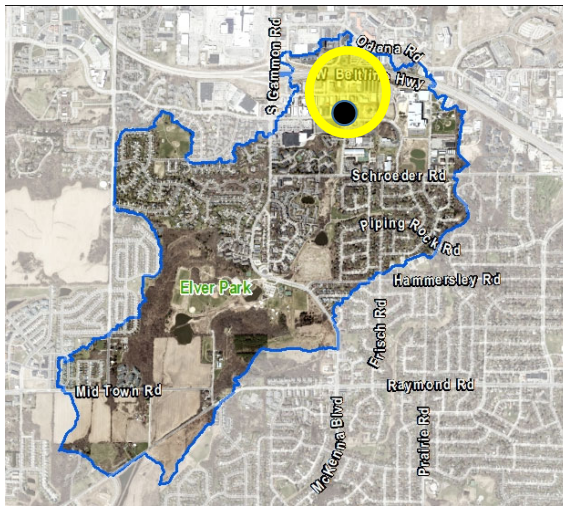 S Gammon Rd
Odana Rd
W Beltline Hwy
Schroeder Rd
Piping Rock Rd
Elver Park
Hammersley Rd
Frisch Rd
Mid Town Rd
Raymond Rd
McKenna Blvd
Prairie Rd